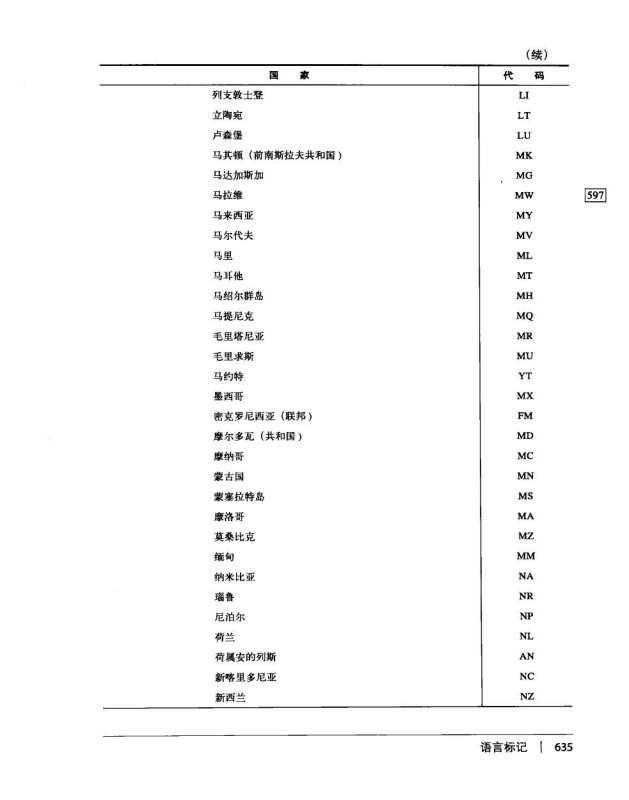 （续）
国 家 代 码
列支敦士登 LI
立陶宛 LT
卢森堡 LU
马其顿（前南斯拉夫共和国） MK
马达加斯加 MG
马拉维 MW 597
马来西亚 MY
马尔代夫 MV
马里 ML
马耳他 MT
马绍尔群岛 MH
马提尼克 MQ
毛里塔尼亚 MR
毛里求斯 MU
马约特 YT
墨西哥 MX
密克罗尼西亚（联邦） FM
摩尔多瓦（共和国） MD
摩纳哥 MC
蒙古国 MN
蒙塞拉特岛 MS
摩洛哥 MA
莫桑比克 MZ
缅甸 MM
纳米比亚 NA
瑙鲁 NR
尼泊尔 NP
荷兰 NL
荷属安的列斯 AN
新喀里多尼亚 NC
新西兰 NZ
语言标记 | 635